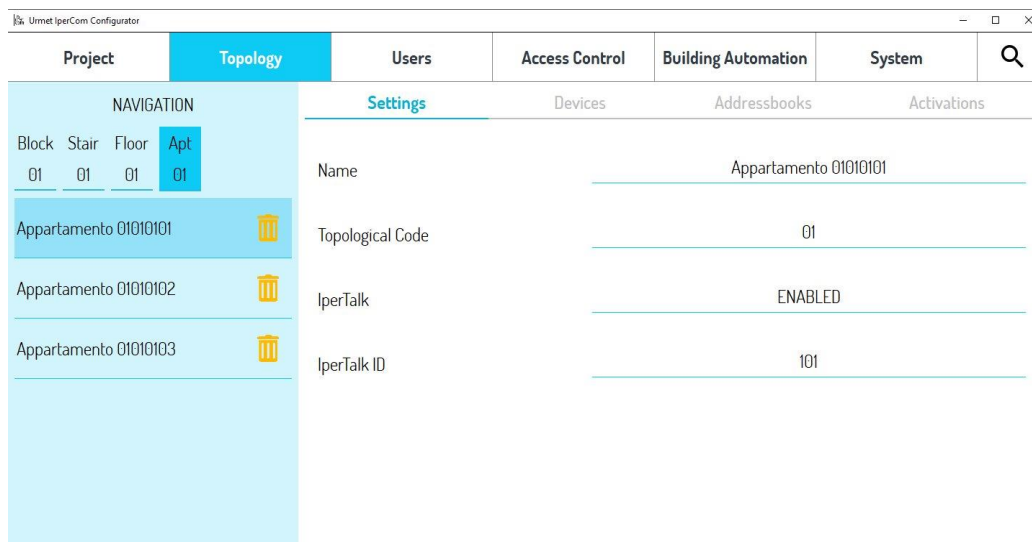 Urmet IperCom Configurator
Project Topology Users Access Control Building Automation System
NAVIGATION
Settings Devices Addressbooks Activations
Block Stair Floor Apt
01 01 01 01
Name Appartamento 01010101
Appartamento 01010101
Topological Code 01
Appartamento 01010102
IperTalk ENABLED
Appartamento 01010103
IperTalk ID 101